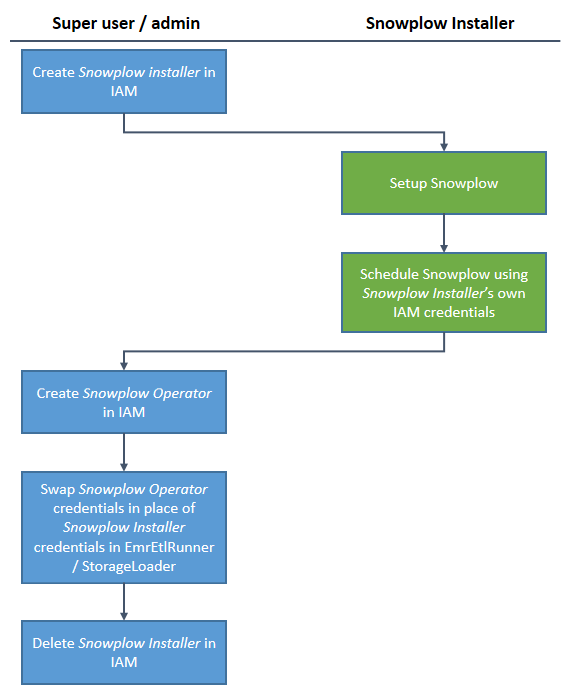 Super user / admin
Snowplow Installer
Create Snowplow installer in
IAM
Setup Snowplow
Schedule Snowplow using
Snowplow Installer's own
IAM credentials
Create Snowplow Operator
in IAM
Swap Snowplow Operator
credentials in place of
Snowplow Installer
credentials in EmrEtlRunner
/ StorageLoader
Delete Snowplow Installer in
IAM